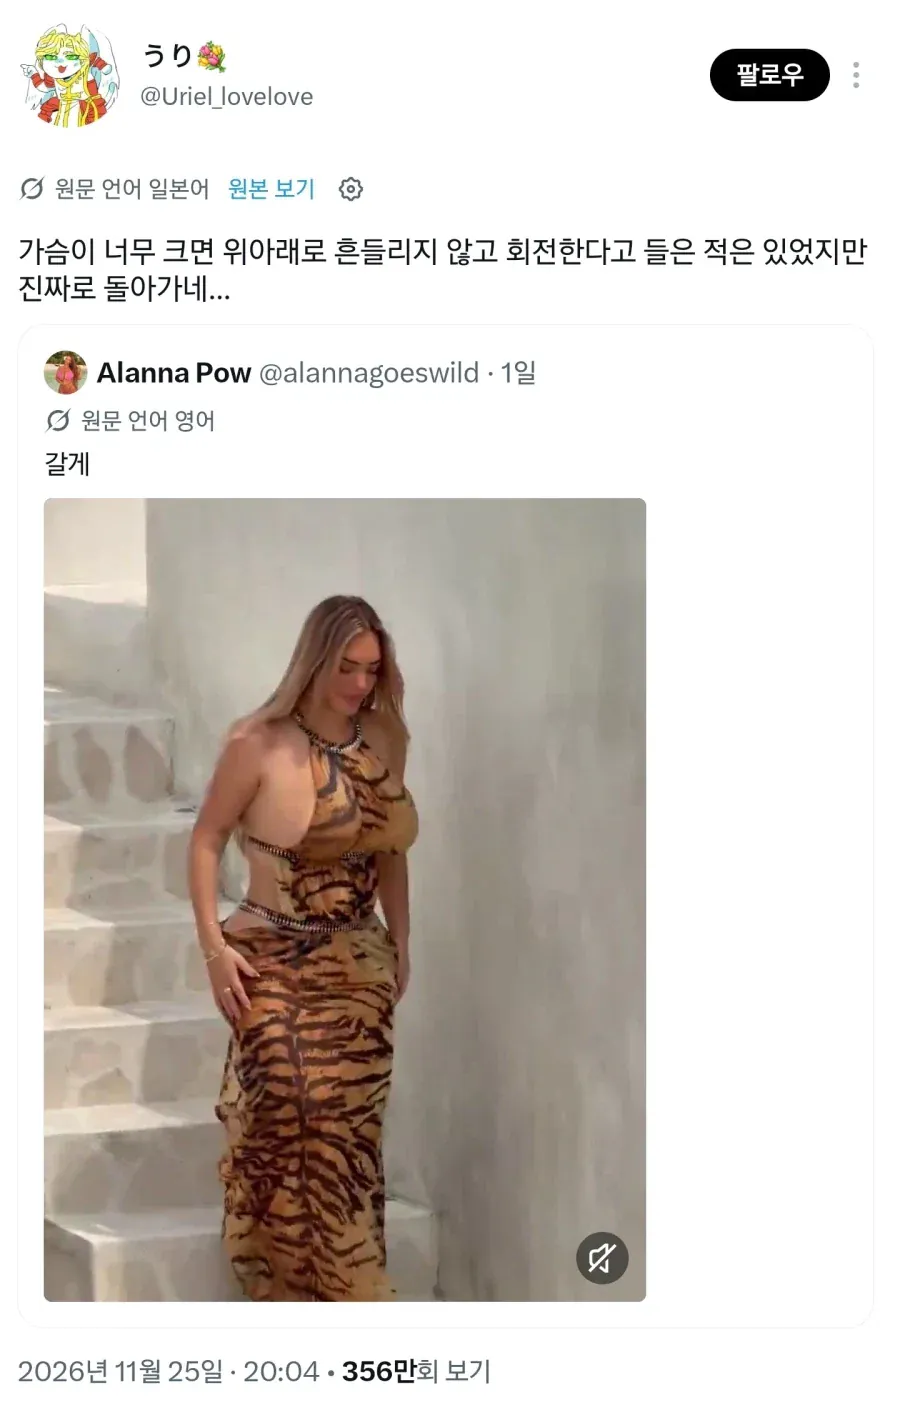 うり💐
@Uriel_lovelove
팔로우
원문 언어 일본어 원본 보기
가슴이 너무 크면 위아래로 흔들리지 않고 회전한다고 들은 적은 있었지만
진짜로 돌아가네...
Alanna Pow @alannagoeswild · 1일
원문 언어 영어
갈게
2026년 11월 25일 · 20:04 • 356만회 보기